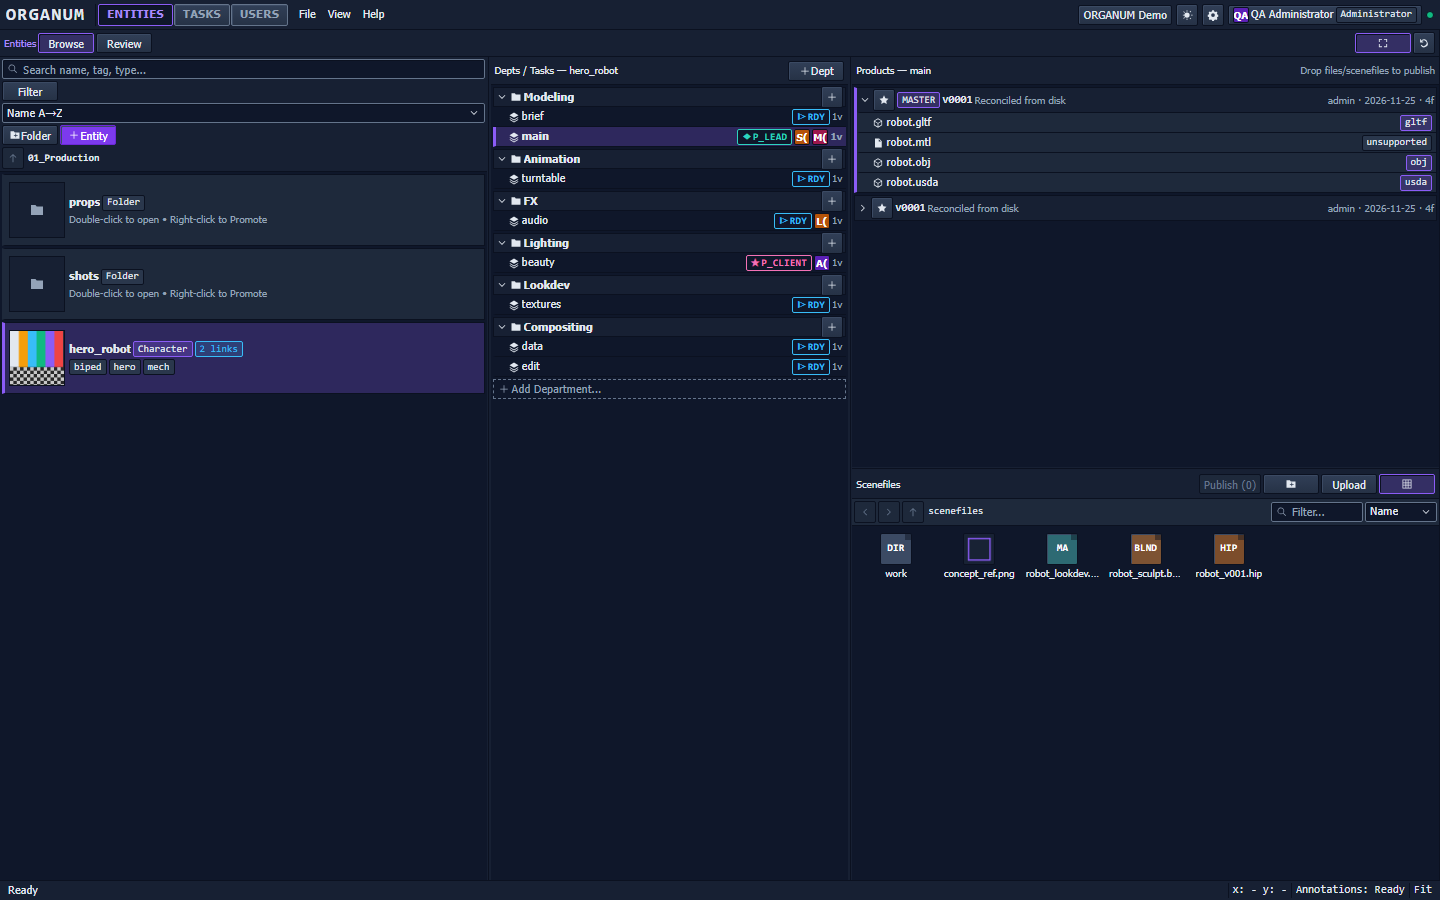 ORGANUM ENTITIES TASKS USERS File View Help ORGANUM Demo QA QA Administrator Administrator
Entities Browse Review
Search name, tag, type...
Filter
Name A→Z
Folder + Entity
↑ 01_Production
props Folder
Double-click to open • Right-click to Promote
shots Folder
Double-click to open • Right-click to Promote
hero_robot Character 2 links
biped hero mech
Depts / Tasks — hero_robot + Dept
Modeling +
brief RDY 1v
main P_LEAD S( M( 1v
Animation +
turntable RDY 1v
FX +
audio RDY L( 1v
Lighting +
beauty P_CLIENT A( 1v
Lookdev +
textures RDY 1v
Compositing +
data RDY 1v
edit RDY 1v
+ Add Department...
Products — main Drop files/scenefiles to publish
MASTER v0001 Reconciled from disk admin · 2026-11-25 · 4f
robot.gltf gltf
robot.mtl unsupported
robot.obj obj
robot.usda usda
v0001 Reconciled from disk admin · 2026-11-25 · 4f
Scenefiles Publish (0) Upload
scenefiles Filter... Name
DIR MA BLND HIP
work concept_ref.png robot_lookdev.... robot_sculpt.b... robot_v001.hip
Ready x: - y: - Annotations: Ready Fit